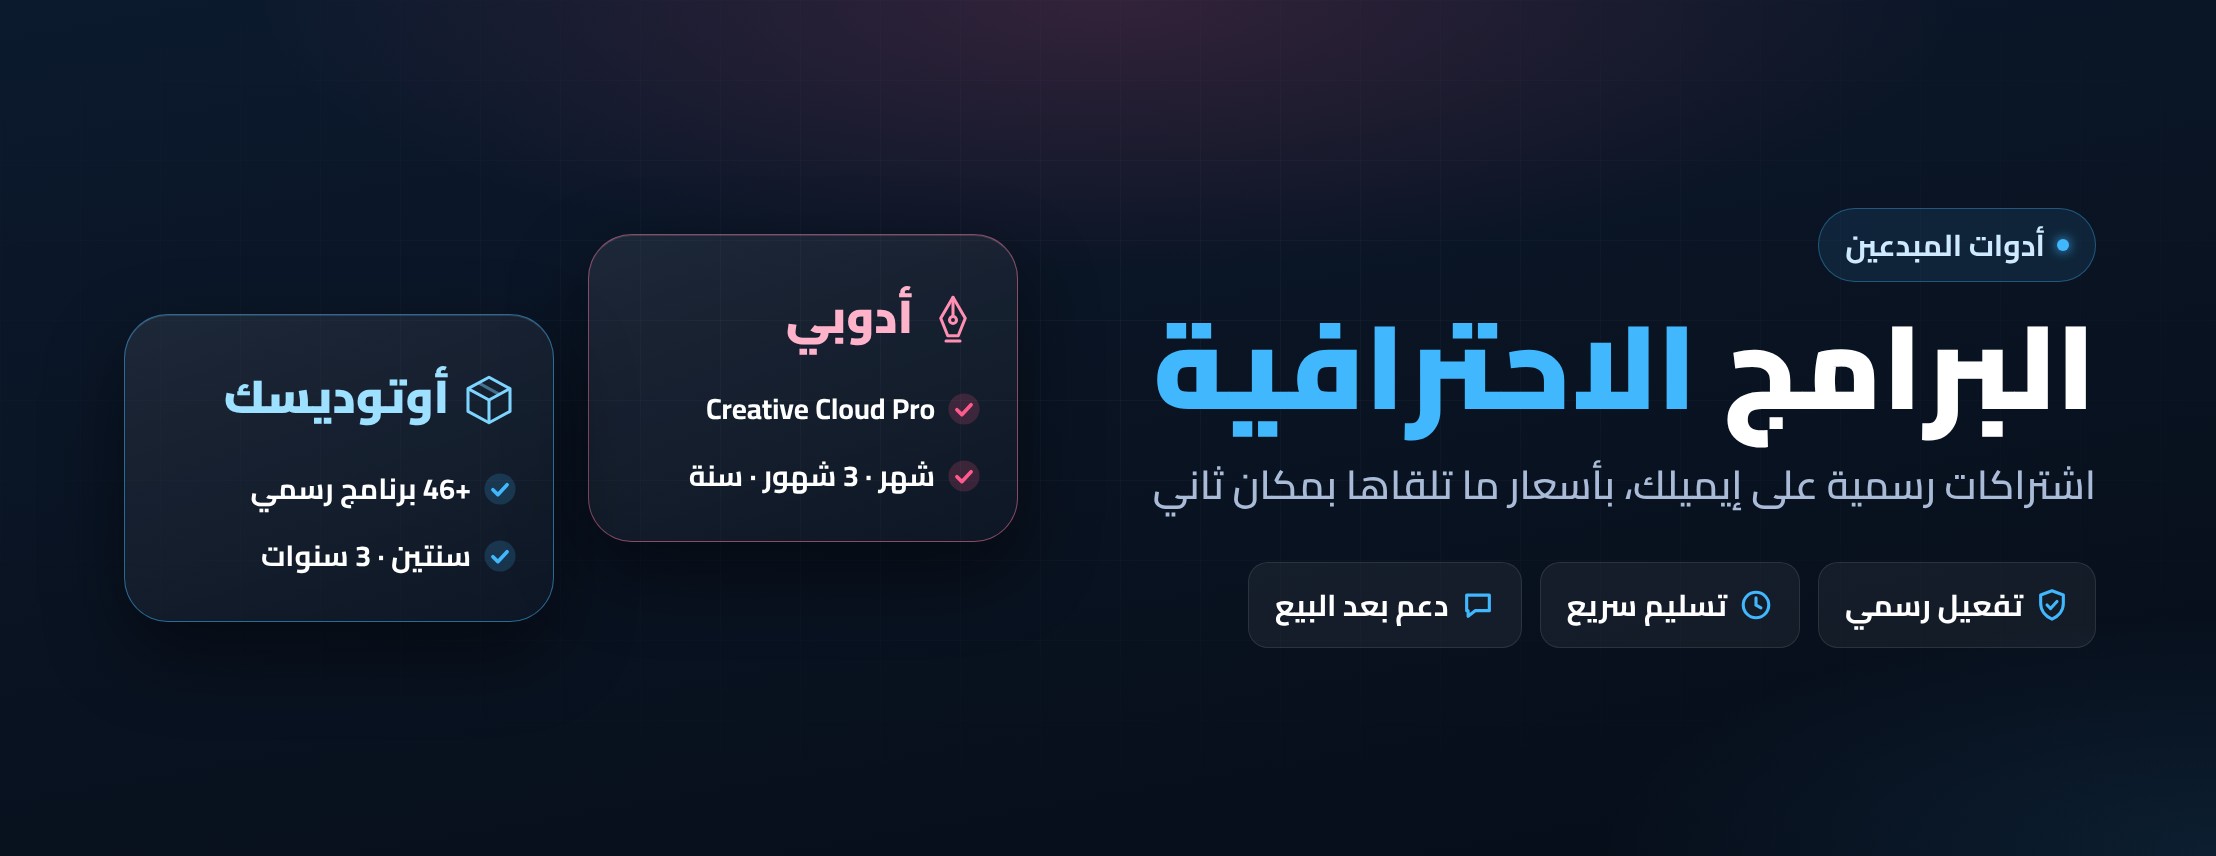 أدوات المبدعين
البرامج الاحترافية
اشتراكات رسمية على إيميلك، بأسعار ما تلقاها بمكان ثاني
تفعيل رسمي
تسليم سريع
دعم بعد البيع
أدوبي
Creative Cloud Pro
شهر · 3 شهور · سنة
أوتوديسك
+46 برنامج رسمي
سنتين · 3 سنوات